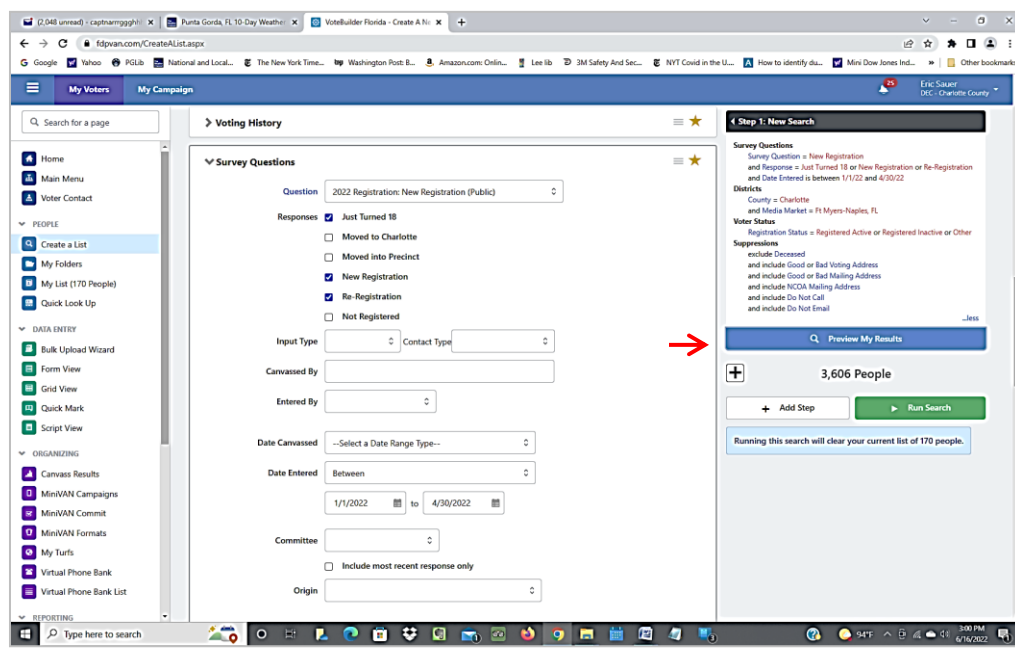 (2,048 unread) - captnarrggghh
Punta Gorda, FL 10-Day Weather
VoteBuilder Florida - Create A Ne
fdpvan.com/CreateAList.aspx
Google Yahoo PGLib National and Local... The New York Time... Washington Post: B... Amazon.com: Onlin... Lee lib 3M Safety And Sec... NYT Covid in the U.... How to identify du... Mini Dow Jones Ind... » Other bookmarks
My Voters My Campaign
25
Eric Sauer
DEC - Charlotte County
Search for a page
Home
Main Menu
Voter Contact
PEOPLE
Create a List
My Folders
My List (170 People)
Quick Look Up
DATA ENTRY
Bulk Upload Wizard
Form View
Grid View
Quick Mark
Script View
ORGANIZING
Canvass Results
MiniVAN Campaigns
MiniVAN Commit
MiniVAN Formats
My Turfs
Virtual Phone Bank
Virtual Phone Bank List
REPORTING
Voting History
Survey Questions
Question 2022 Registration: New Registration (Public)
Responses Just Turned 18
Moved to Charlotte
Moved into Precinct
New Registration
Re-Registration
Not Registered
Input Type Contact Type
Canvassed By
Entered By
Date Canvassed --Select a Date Range Type--
Date Entered Between
1/1/2022 to 4/30/2022
Committee
Include most recent response only
Origin
Step 1: New Search
Survey Questions
Survey Question = New Registration
and Response = Just Turned 18 or New Registration or Re-Registration
and Date Entered is between 1/1/22 and 4/30/22
Districts
County = Charlotte
and Media Market = Ft Myers-Naples, FL
Voter Status
Registration Status = Registered Active or Registered Inactive or Other
Suppressions
exclude Deceased
and include Good or Bad Voting Address
and include Good or Bad Mailing Address
and include NCOA Mailing Address
and include Do Not Call
and include Do Not Email
...less
Preview My Results
3,606 People
+ Add Step Run Search
Running this search will clear your current list of 170 people.
Type here to search
94°F
3:00 PM
6/16/2022